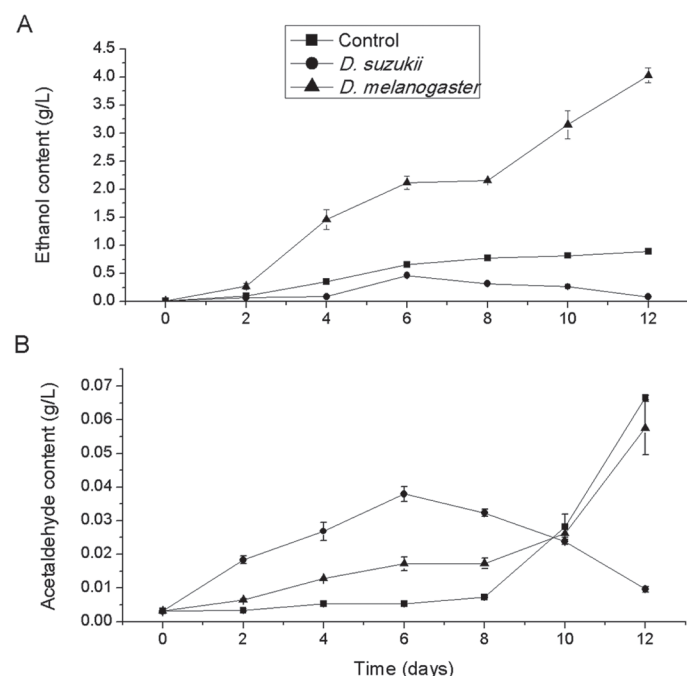 A
Control
D. suzukii
D. melanogaster
Ethanol content (g/L)
4.5
4.0
3.5
3.0
2.5
2.0
1.5
1.0
0.5
0.0
0 2 4 6 8 10 12
B
Acetaldehyde content (g/L)
0.07
0.06
0.05
0.04
0.03
0.02
0.01
0.00
0 2 4 6 8 10 12
Time (days)